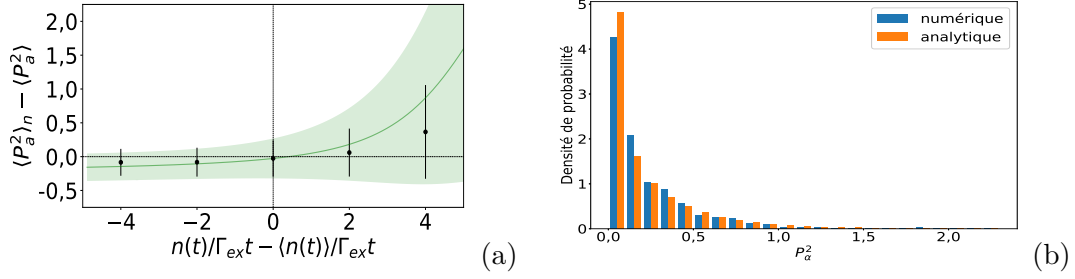 2,0
1,5
1,0
0,5
0,0
-0,5
⟨P_a^2⟩_n − ⟨P_a^2⟩
−4 −2 0 2 4
n(t)/Γ_ex t − ⟨n(t)⟩/Γ_ex t
(a)
5
4
3
2
1
0
Densité de probabilité
numérique
analytique
0,0 0,5 1,0 1,5 2,0
P_α^2
(b)